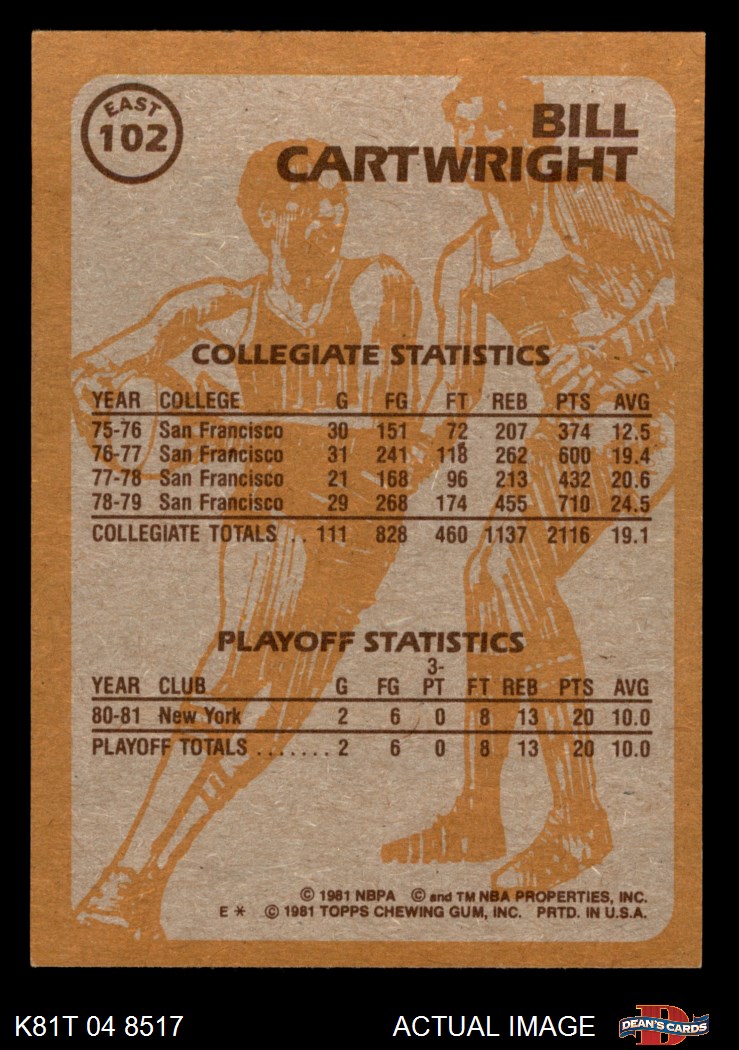 EAST
102
BILL
CARTWRIGHT
COLLEGIATE STATISTICS
YEAR COLLEGE G FG FT REB PTS AVG
75-76 San Francisco 30 151 72 207 374 12.5
76-77 San Francisco 31 241 118 262 600 19.4
77-78 San Francisco 21 168 96 213 432 20.6
78-79 San Francisco 29 268 174 455 710 24.5
COLLEGIATE TOTALS .. 111 828 460 1137 2116 19.1
PLAYOFF STATISTICS
3-
YEAR CLUB G FG PT FT REB PTS AVG
80-81 New York 2 6 0 8 13 20 10.0
PLAYOFF TOTALS ....... 2 6 0 8 13 20 10.0
© 1981 NBPA © and TM NBA PROPERTIES, INC.
E * © 1981 TOPPS CHEWING GUM, INC. PRTD. IN U.S.A.
K81T 04 8517 ACTUAL IMAGE
D
DEAN'S CARDS